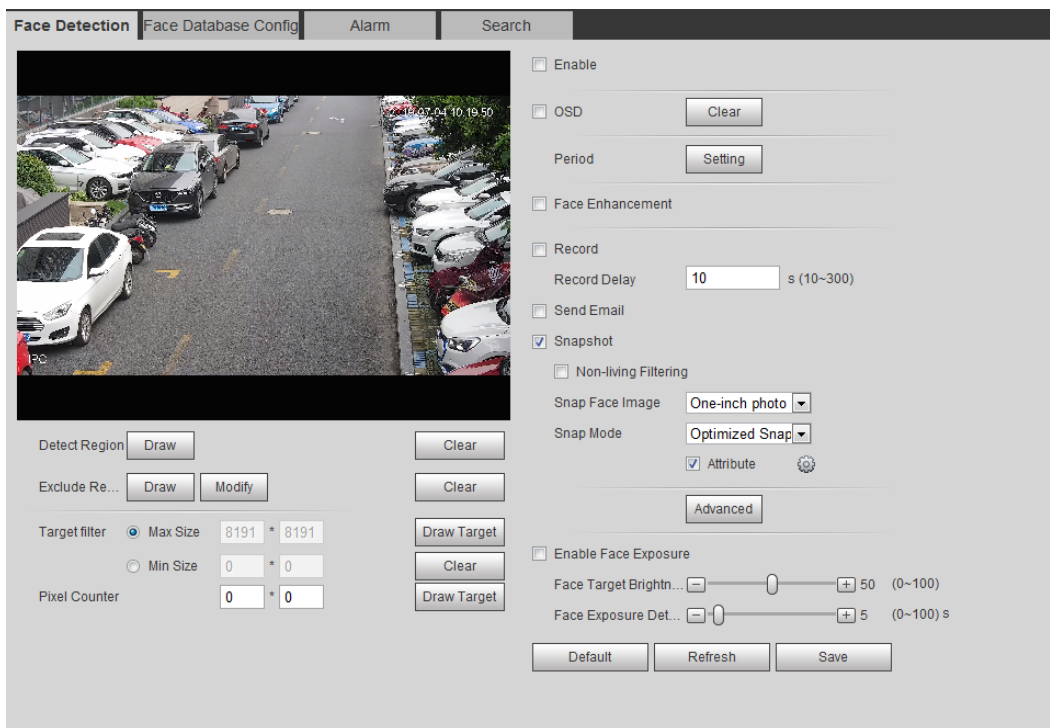 Face Detection Face Database Config Alarm Search
07-04 10:19:50
IPC
Detect Region Draw Clear
Exclude Re... Draw Modify Clear
Target filter Max Size 8191 * 8191 Draw Target
Min Size 0 * 0 Clear
Pixel Counter 0 * 0 Draw Target
Enable
OSD Clear
Period Setting
Face Enhancement
Record
Record Delay 10 s (10~300)
Send Email
Snapshot
Non-living Filtering
Snap Face Image One-inch photo
Snap Mode Optimized Snap
Attribute
Advanced
Enable Face Exposure
Face Target Brightn... 50 (0~100)
Face Exposure Det... 5 (0~100) s
Default Refresh Save